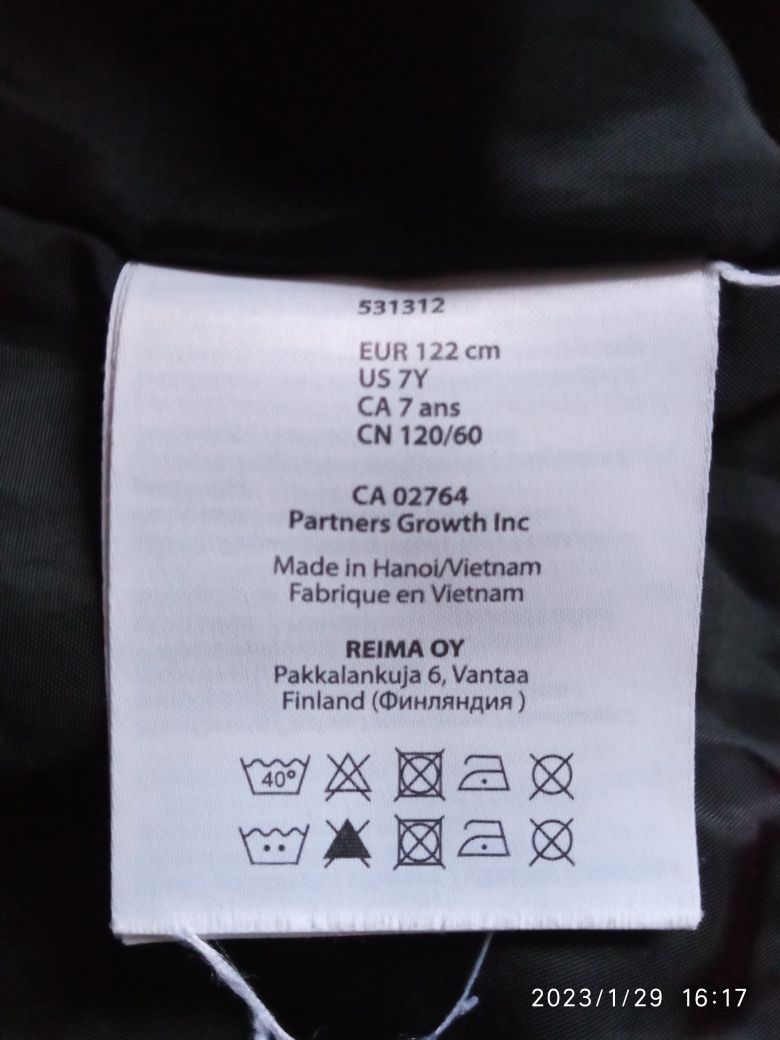 531312
EUR 122 cm
US 7Y
CA 7 ans
CN 120/60
CA 02764
Partners Growth Inc
Made in Hanoi/Vietnam
Fabrique en Vietnam
REIMA OY
Pakkalankuja 6, Vantaa
Finland (Финляндия )
40°
2023/1/29 16:17